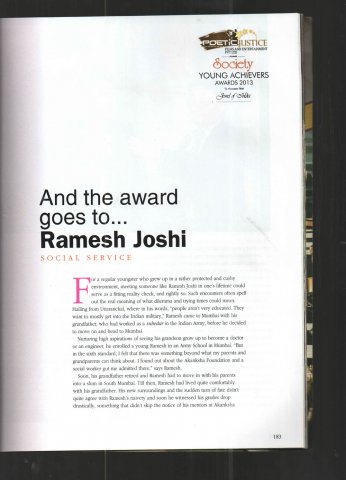 POETIC JUSTICE
FILMS AND ENTERTAINMENT
Society
YOUNG ACHIEVERS
AWARDS 2013
And the award
goes to...
Ramesh Joshi
SOCIAL SERVICE
For a regular youngster who grew up in a rather protected and cushy
environment, meeting someone like Ramesh Joshi in one's lifetime could
serve as a fitting reality check, and rightly so. Such encounters often spell
out the real meaning of what dilemma and trying times could mean.
Hailing from Uttaranchal, where in his words, "people aren't very educated. They
want to mostly get into the Indian military," Ramesh came to Mumbai with his
grandfather, who had worked as a subedar in the Indian Army, before he decided
to move on and head to Mumbai.
Nurturing high aspirations of seeing his grandson grow up to become a doctor
or an engineer, he enrolled a young Ramesh in an Army School in Mumbai. "But
in the sixth standard, I felt that there was something beyond what my parents and
grandparents can think about. I found out about the Akanksha Foundation and a
social worker got me admitted there," says Ramesh.
Soon, his grandfather retired and Ramesh had to move in with his parents
into a slum in South Mumbai. Till then, Ramesh had lived quite comfortably
with his grandfather. His new surroundings and the sudden turn of fate didn't
quite agree with Ramesh's naivety and soon he witnessed his grades drop
drastically, something that didn't skip the notice of his mentors at Akanksha
183